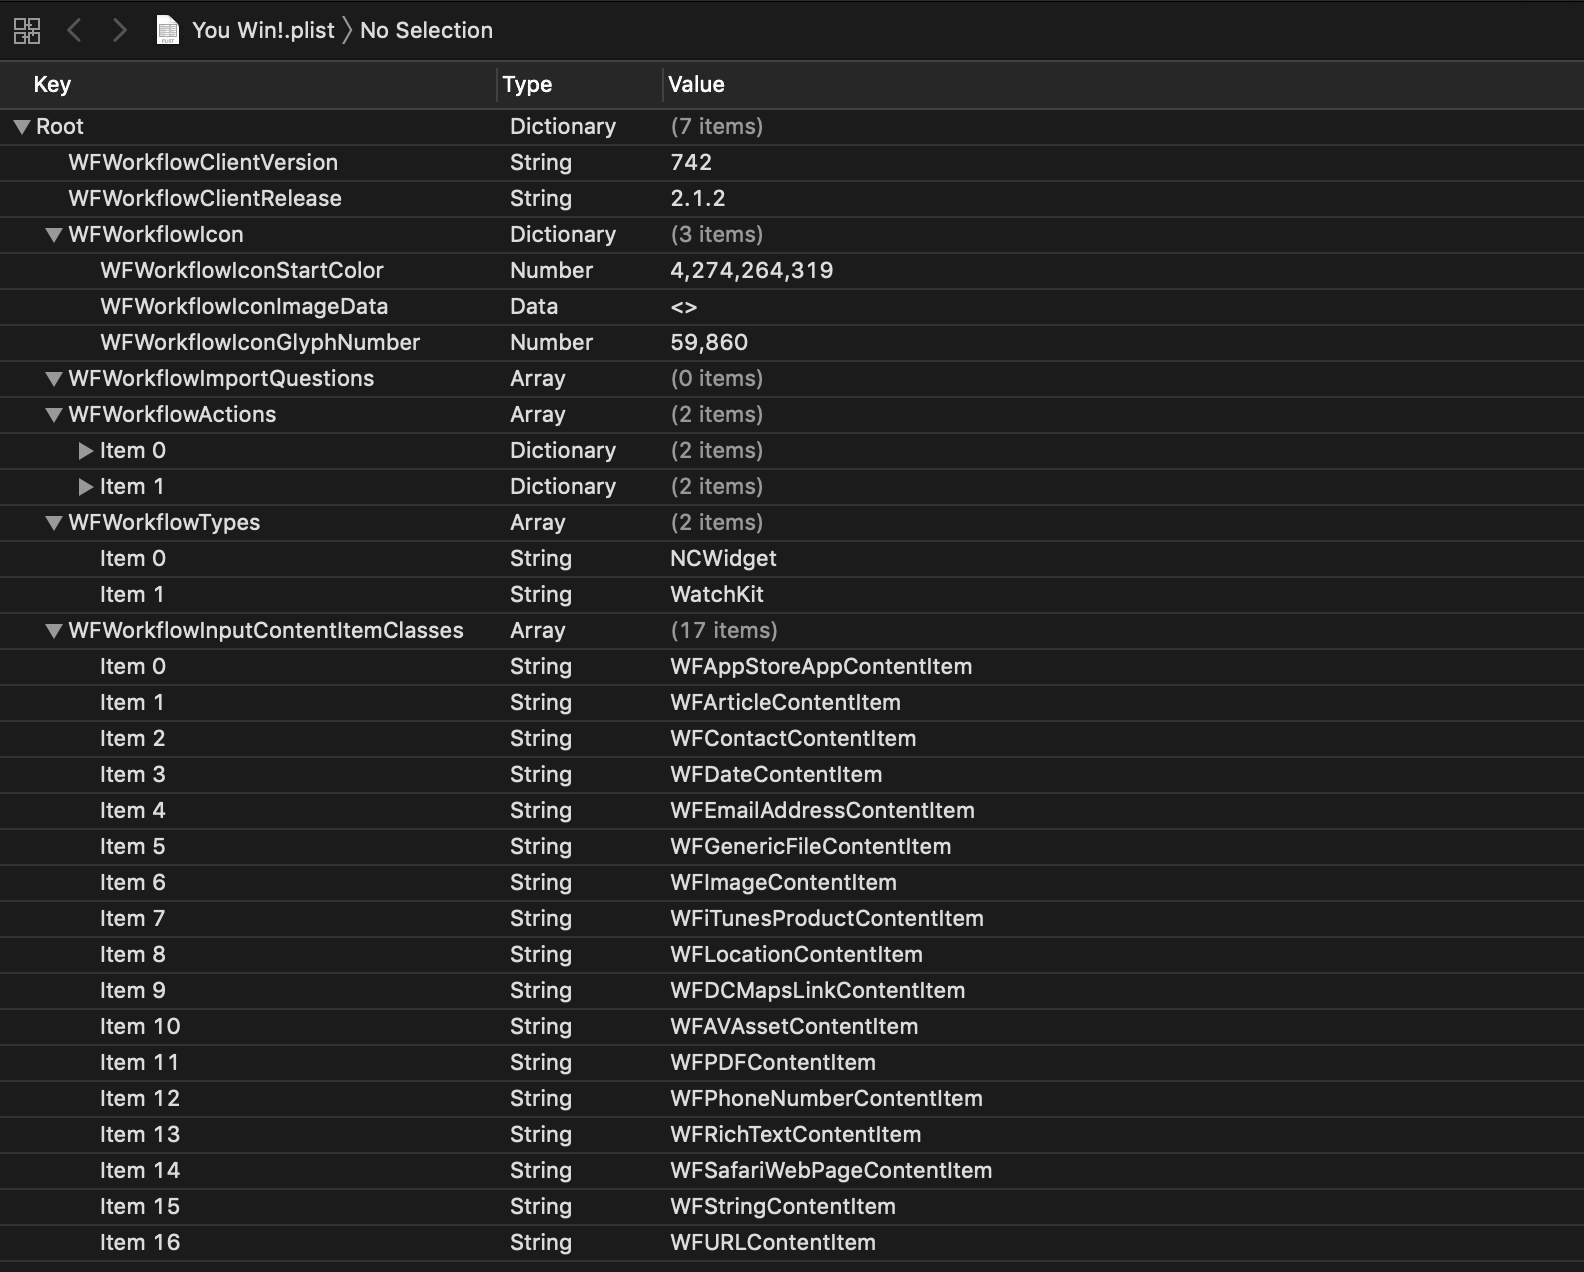 You Win!.plist 〉 No Selection
Key Type Value
Root Dictionary (7 items)
WFWorkflowClientVersion String 742
WFWorkflowClientRelease String 2.1.2
WFWorkflowIcon Dictionary (3 items)
WFWorkflowIconStartColor Number 4,274,264,319
WFWorkflowIconImageData Data <>
WFWorkflowIconGlyphNumber Number 59,860
WFWorkflowImportQuestions Array (0 items)
WFWorkflowActions Array (2 items)
Item 0 Dictionary (2 items)
Item 1 Dictionary (2 items)
WFWorkflowTypes Array (2 items)
Item 0 String NCWidget
Item 1 String WatchKit
WFWorkflowInputContentItemClasses Array (17 items)
Item 0 String WFAppStoreAppContentItem
Item 1 String WFArticleContentItem
Item 2 String WFContactContentItem
Item 3 String WFDateContentItem
Item 4 String WFEmailAddressContentItem
Item 5 String WFGenericFileContentItem
Item 6 String WFImageContentItem
Item 7 String WFiTunesProductContentItem
Item 8 String WFLocationContentItem
Item 9 String WFDCMapsLinkContentItem
Item 10 String WFAVAssetContentItem
Item 11 String WFPDFContentItem
Item 12 String WFPhoneNumberContentItem
Item 13 String WFRichTextContentItem
Item 14 String WFSafariWebPageContentItem
Item 15 String WFStringContentItem
Item 16 String WFURLContentItem